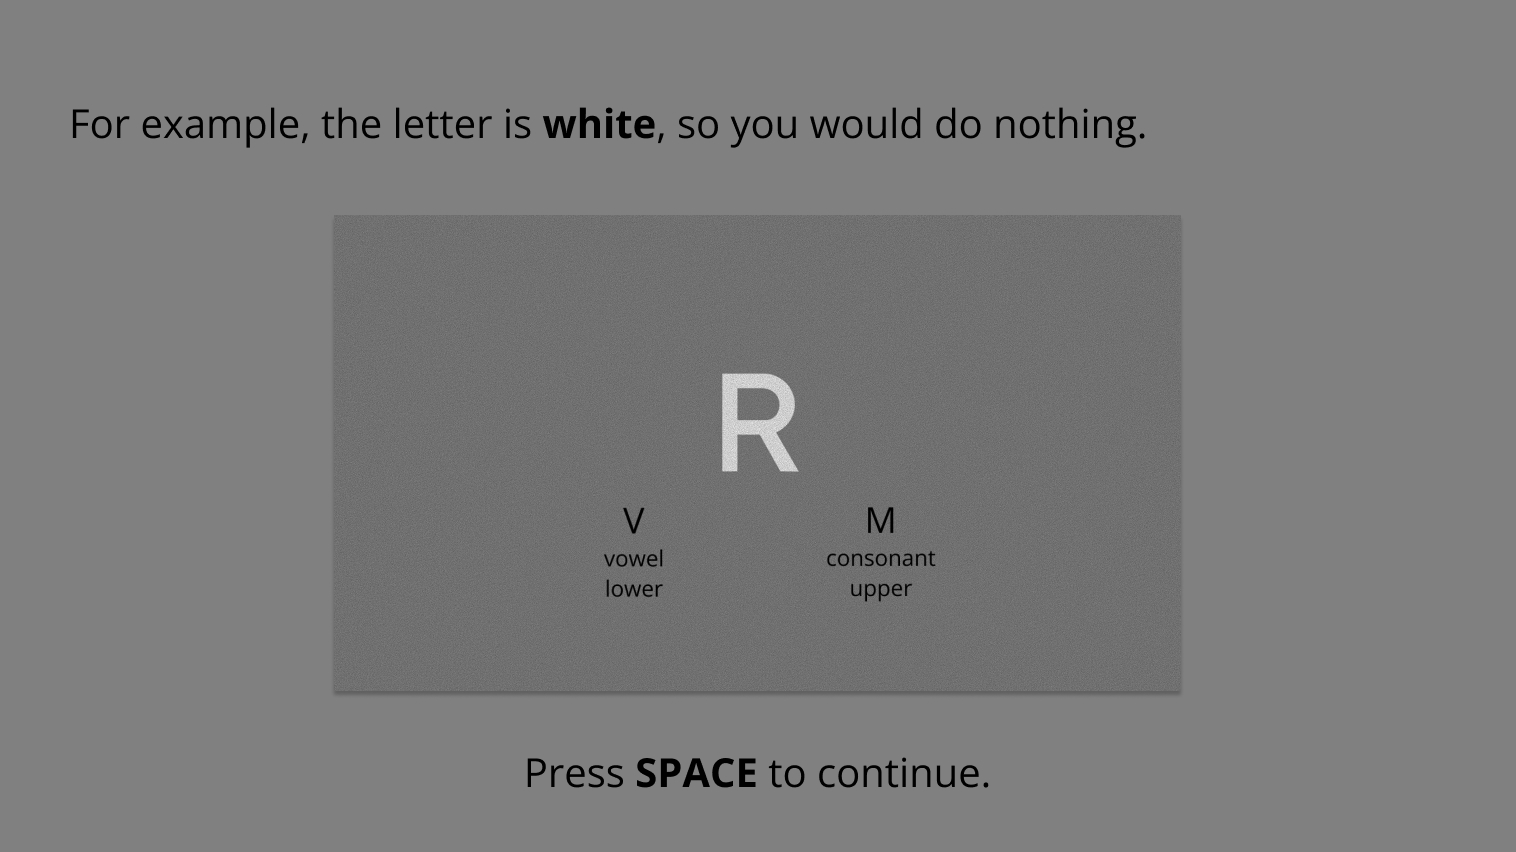 For example, the letter is white, so you would do nothing.
R
V M
vowel consonant
lower upper
Press SPACE to continue.